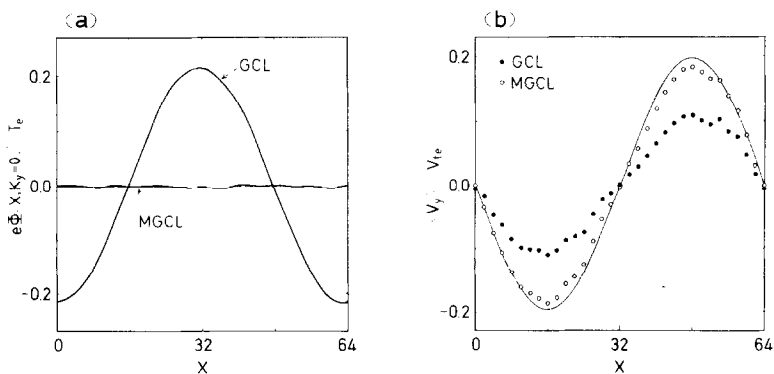 (a)
0.2
0.0
-0.2
eΦ X,Ky=0. Te
GCL
MGCL
0 32 64
X
(b)
0.2
0.0
-0.2
Vy Vte
GCL
MGCL
0 32 64
X